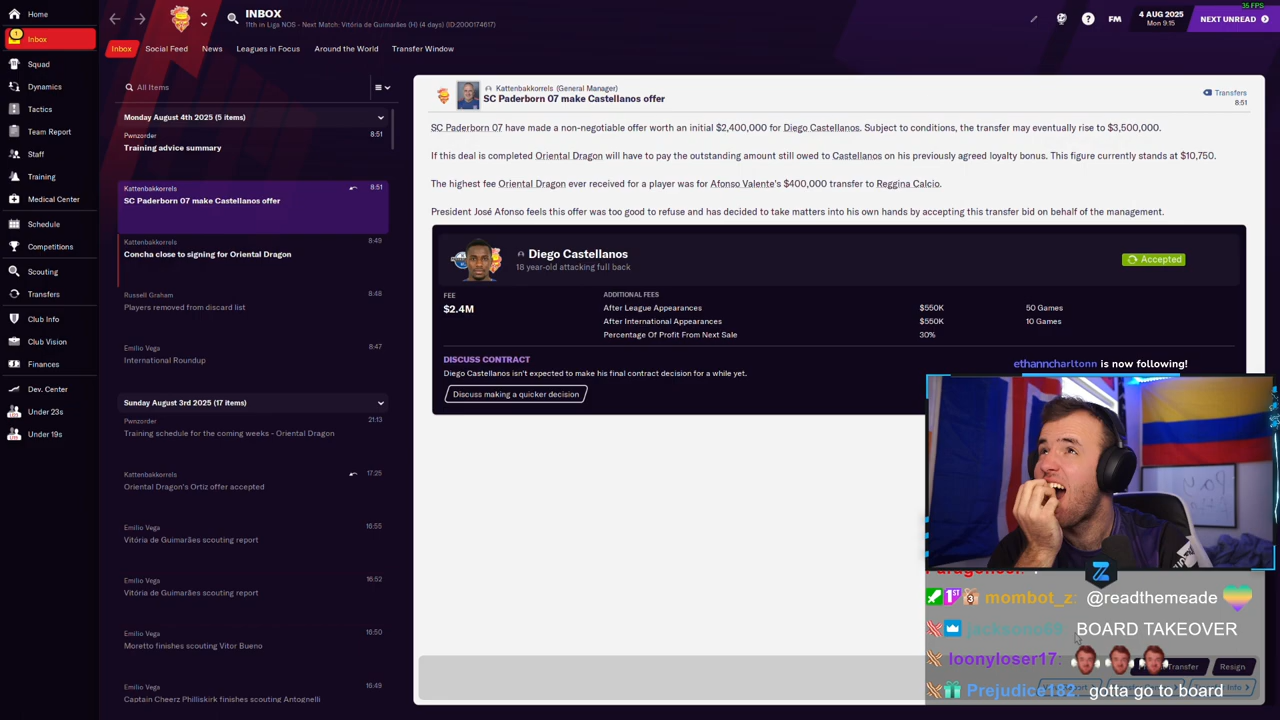 Home
Inbox
Squad
Dynamics
Tactics
Team Report
Staff
Training
Medical Center
Schedule
Competitions
Scouting
Transfers
Club Info
Club Vision
Finances
Dev. Center
Under 23s
Under 19s
INBOX
11th in Liga NOS - Next Match: Vitória de Guimarães (H) (4 days) (ID:2000174617)
35 FPS
FM
4 AUG 2025
Mon 9:15
NEXT UNREAD
Inbox
Social Feed
News
Leagues in Focus
Around the World
Transfer Window
All Items
Monday August 4th 2025 (5 items)
Pwnzorder 8:51
Training advice summary
Kattenbakkorrels 8:51
SC Paderborn 07 make Castellanos offer
Kattenbakkorrels 8:49
Concha close to signing for Oriental Dragon
Russell Graham 8:48
Players removed from discard list
Emilio Vega 8:47
International Roundup
Sunday August 3rd 2025 (17 items)
Pwnzorder 21:13
Training schedule for the coming weeks - Oriental Dragon
Kattenbakkorrels 17:25
Oriental Dragon's Ortiz offer accepted
Emilio Vega 16:55
Vitória de Guimarães scouting report
Emilio Vega 16:52
Vitória de Guimarães scouting report
Emilio Vega 16:50
Moretto finishes scouting Vitor Bueno
Emilio Vega 16:49
Captain Cheerz Philliskirk finishes scouting Antognelli
Kattenbakkorrels (General Manager)
SC Paderborn 07 make Castellanos offer
Transfers
8:51
SC Paderborn 07 have made a non-negotiable offer worth an initial $2,400,000 for Diego Castellanos. Subject to conditions, the transfer may eventually rise to $3,500,000.
If this deal is completed Oriental Dragon will have to pay the outstanding amount still owed to Castellanos on his previously agreed loyalty bonus. This figure currently stands at $10,750.
The highest fee Oriental Dragon ever received for a player was for Afonso Valente's $400,000 transfer to Reggina Calcio.
President José Afonso feels this offer was too good to refuse and has decided to take matters into his own hands by accepting this transfer bid on behalf of the management.
Diego Castellanos
18 year-old attacking full back
Accepted
FEE
$2.4M
ADDITIONAL FEES
After League Appearances $550K 50 Games
After International Appearances $550K 10 Games
Percentage Of Profit From Next Sale 30%
DISCUSS CONTRACT
Diego Castellanos isn't expected to make his final contract decision for a while yet.
Discuss making a quicker decision
ethanncharltonn is now following!
mombot_z: @readthemeade
jacksono69: BOARD TAKEOVER
loonyloser17:
Transfer
Resign
Prejudice182: gotta go to board
Info